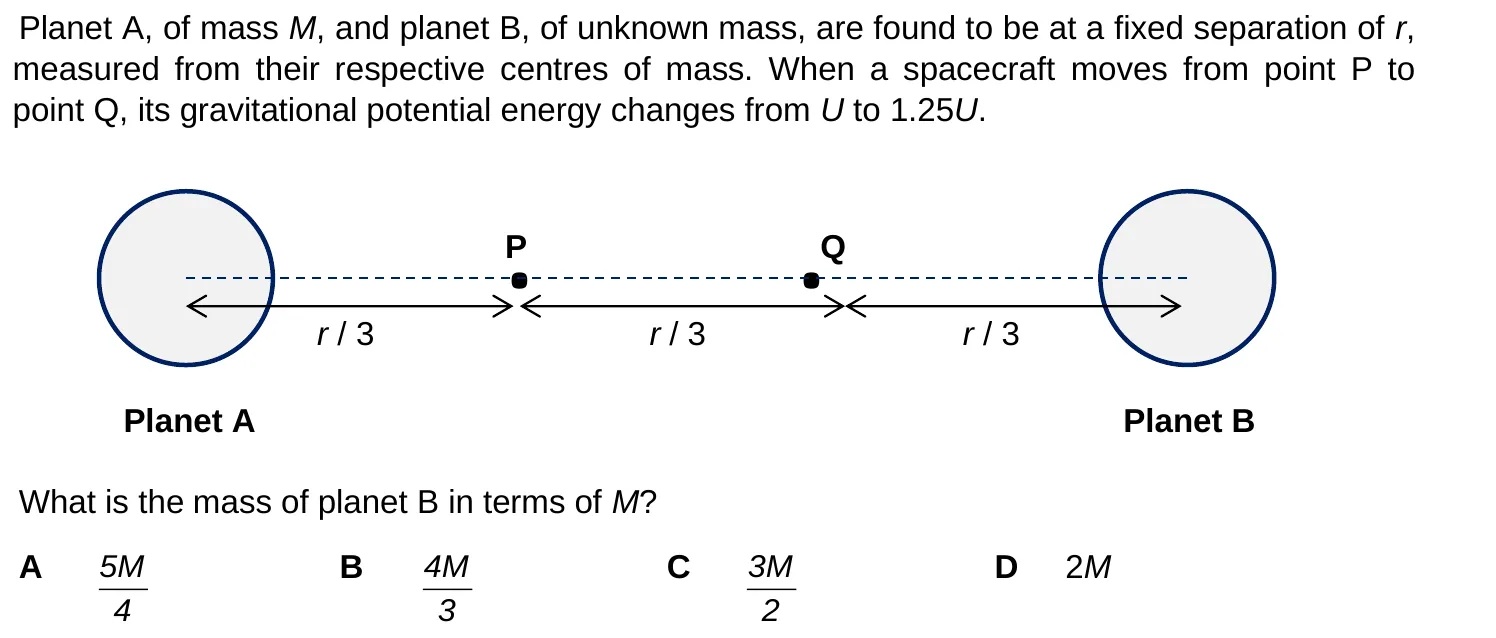 Planet A, of mass M, and planet B, of unknown mass, are found to be at a fixed separation of r,
measured from their respective centres of mass. When a spacecraft moves from point P to
point Q, its gravitational potential energy changes from U to 1.25U.
P Q
r / 3 r / 3 r / 3
Planet A Planet B
What is the mass of planet B in terms of M?
A 5M/4 B 4M/3 C 3M/2 D 2M